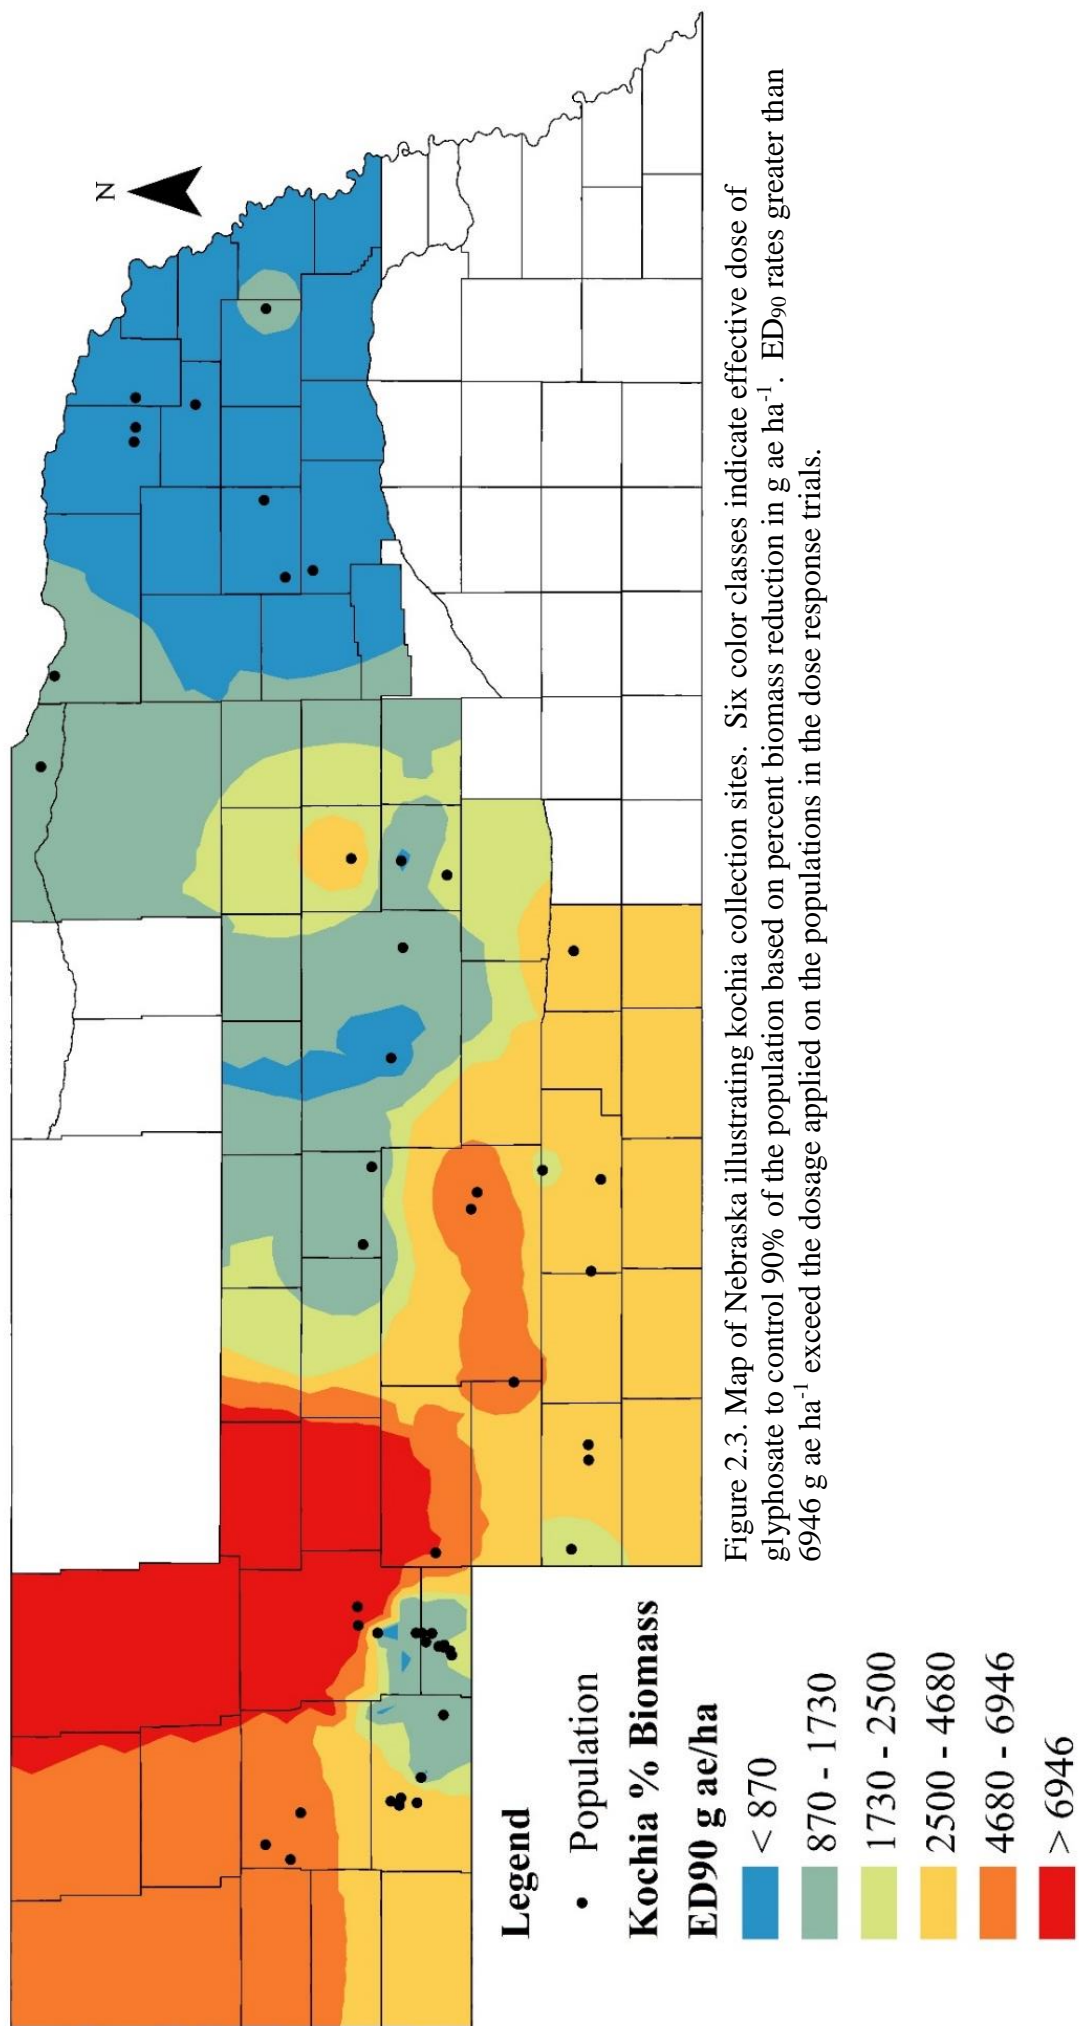 N
Legend
Population
Kochia % Biomass
ED90 g ae/ha
< 870
870 - 1730
1730 - 2500
2500 - 4680
4680 - 6946
> 6946
Figure 2.3. Map of Nebraska illustrating kochia collection sites.  Six color classes indicate effective dose of
glyphosate to control 90% of the population based on percent biomass reduction in g ae ha⁻¹.  ED₉₀ rates greater than
6946 g ae ha⁻¹ exceed the dosage applied on the populations in the dose response trials.